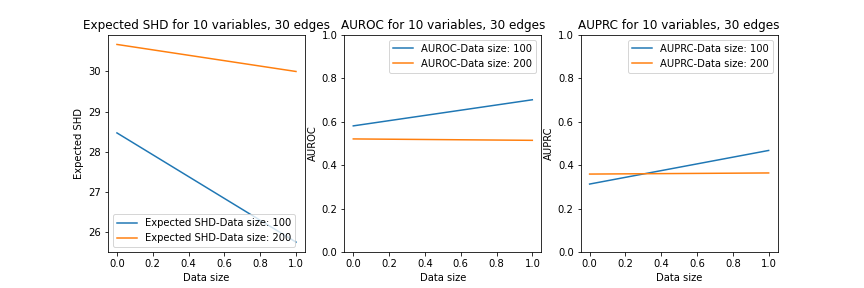 Expected SHD for 10 variables, 30 edges
30
29
28
27
26
Expected SHD
Expected SHD-Data size: 100
Expected SHD-Data size: 200
0.0 0.2 0.4 0.6 0.8 1.0
Data size
AUROC for 10 variables, 30 edges
AUROC-Data size: 100
AUROC-Data size: 200
1.0
0.8
0.6
0.4
0.2
0.0
AUROC
0.0 0.2 0.4 0.6 0.8 1.0
Data size
AUPRC for 10 variables, 30 edges
AUPRC-Data size: 100
AUPRC-Data size: 200
1.0
0.8
0.6
0.4
0.2
0.0
AUPRC
0.0 0.2 0.4 0.6 0.8 1.0
Data size